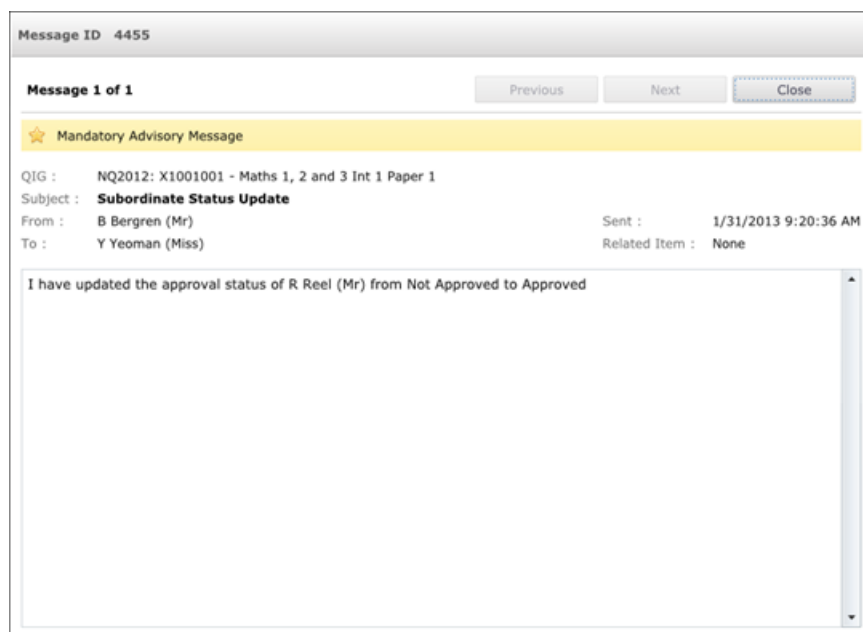 Message ID 4455
Message 1 of 1 Previous Next Close
Mandatory Advisory Message
QIG : NQ2012: X1001001 - Maths 1, 2 and 3 Int 1 Paper 1
Subject : Subordinate Status Update
From : B Bergren (Mr) Sent : 1/31/2013 9:20:36 AM
To : Y Yeoman (Miss) Related Item : None
I have updated the approval status of R Reel (Mr) from Not Approved to Approved